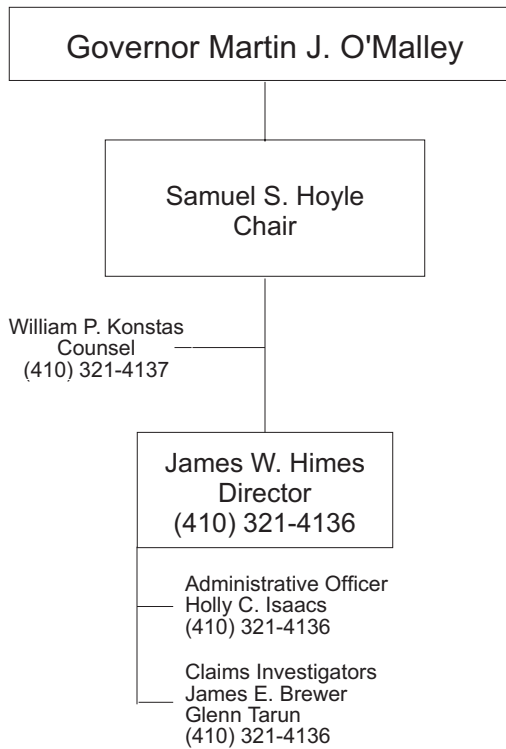 Governor Martin J. O'Malley
Samuel S. Hoyle
Chair
William P. Konstas
Counsel
(410) 321-4137
James W. Himes
Director
(410) 321-4136
Administrative Officer
Holly C. Isaacs
(410) 321-4136
Claims Investigators
James E. Brewer
Glenn Tarun
(410) 321-4136